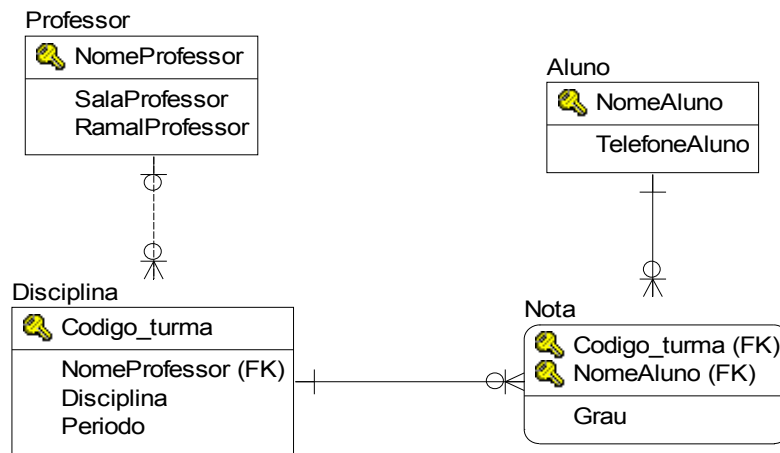 Professor
NomeProfessor
SalaProfessor
RamalProfessor
Aluno
NomeAluno
TelefoneAluno
Disciplina
Codigo_turma
NomeProfessor (FK)
Disciplina
Periodo
Nota
Codigo_turma (FK)
NomeAluno (FK)
Grau